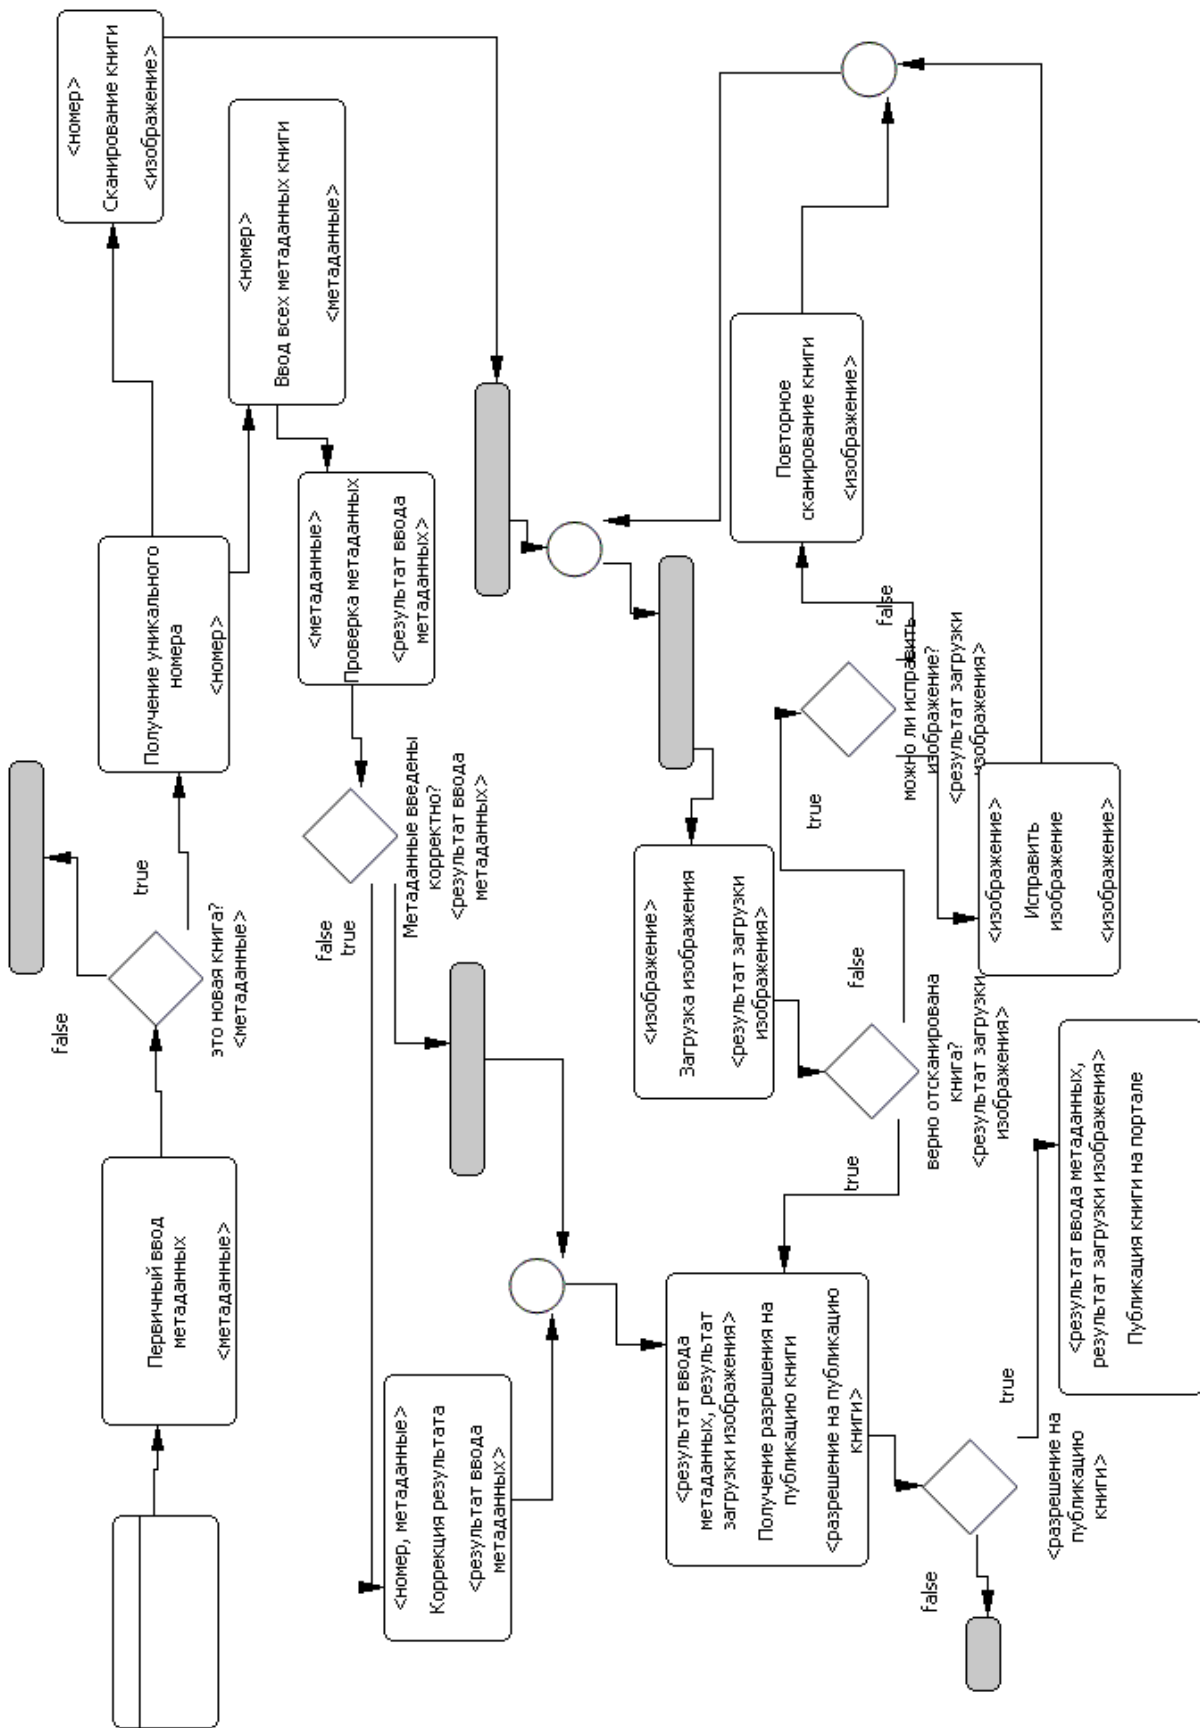 Первичный ввод
метаданных
<метаданные>
false
true
это новая книга?
<метаданные>
Получение уникального
номера
<номер>
<номер>
Сканирование книги
<изображение>
<номер>
Ввод всех метаданных книги
<метаданные>
<метаданные>
Проверка метаданных
<результат ввода
метаданных>
false
true
Метаданные введены
корректно?
<результат ввода
метаданных>
<номер, метаданные>
Коррекция результата
<результат ввода
метаданных>
<изображение>
Загрузка изображения
<результат загрузки
изображения>
true
false
верно отсканирована
книга?
<результат загрузки
изображения>
true
false
можно ли исправить
изображение?
<результат загрузки
изображения>
Повторное
сканирование книги
<изображение>
<изображение>
Исправить
изображение
<изображение>
<результат ввода
метаданных, результат
загрузки изображения>
Получение разрешения на
публикацию книги
<разрешение на публикацию
книги>
false
true
<разрешение на
публикацию
книги>
<результат ввода метаданных,
результат загрузки изображения>
Публикация книги на портале